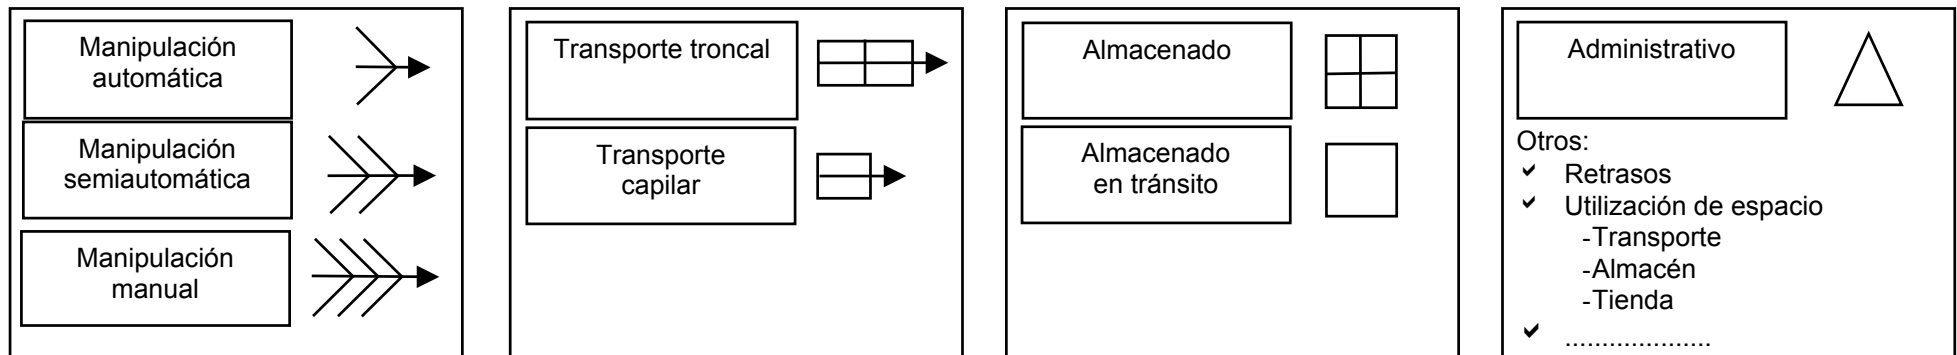 Manipulación
automática
Manipulación
semiautomática
Manipulación
manual
Transporte troncal
Transporte
capilar
Almacenado
Almacenado
en tránsito
Administrativo
Otros:
✓ Retrasos
✓ Utilización de espacio
-Transporte
-Almacén
-Tienda
✓ ....................